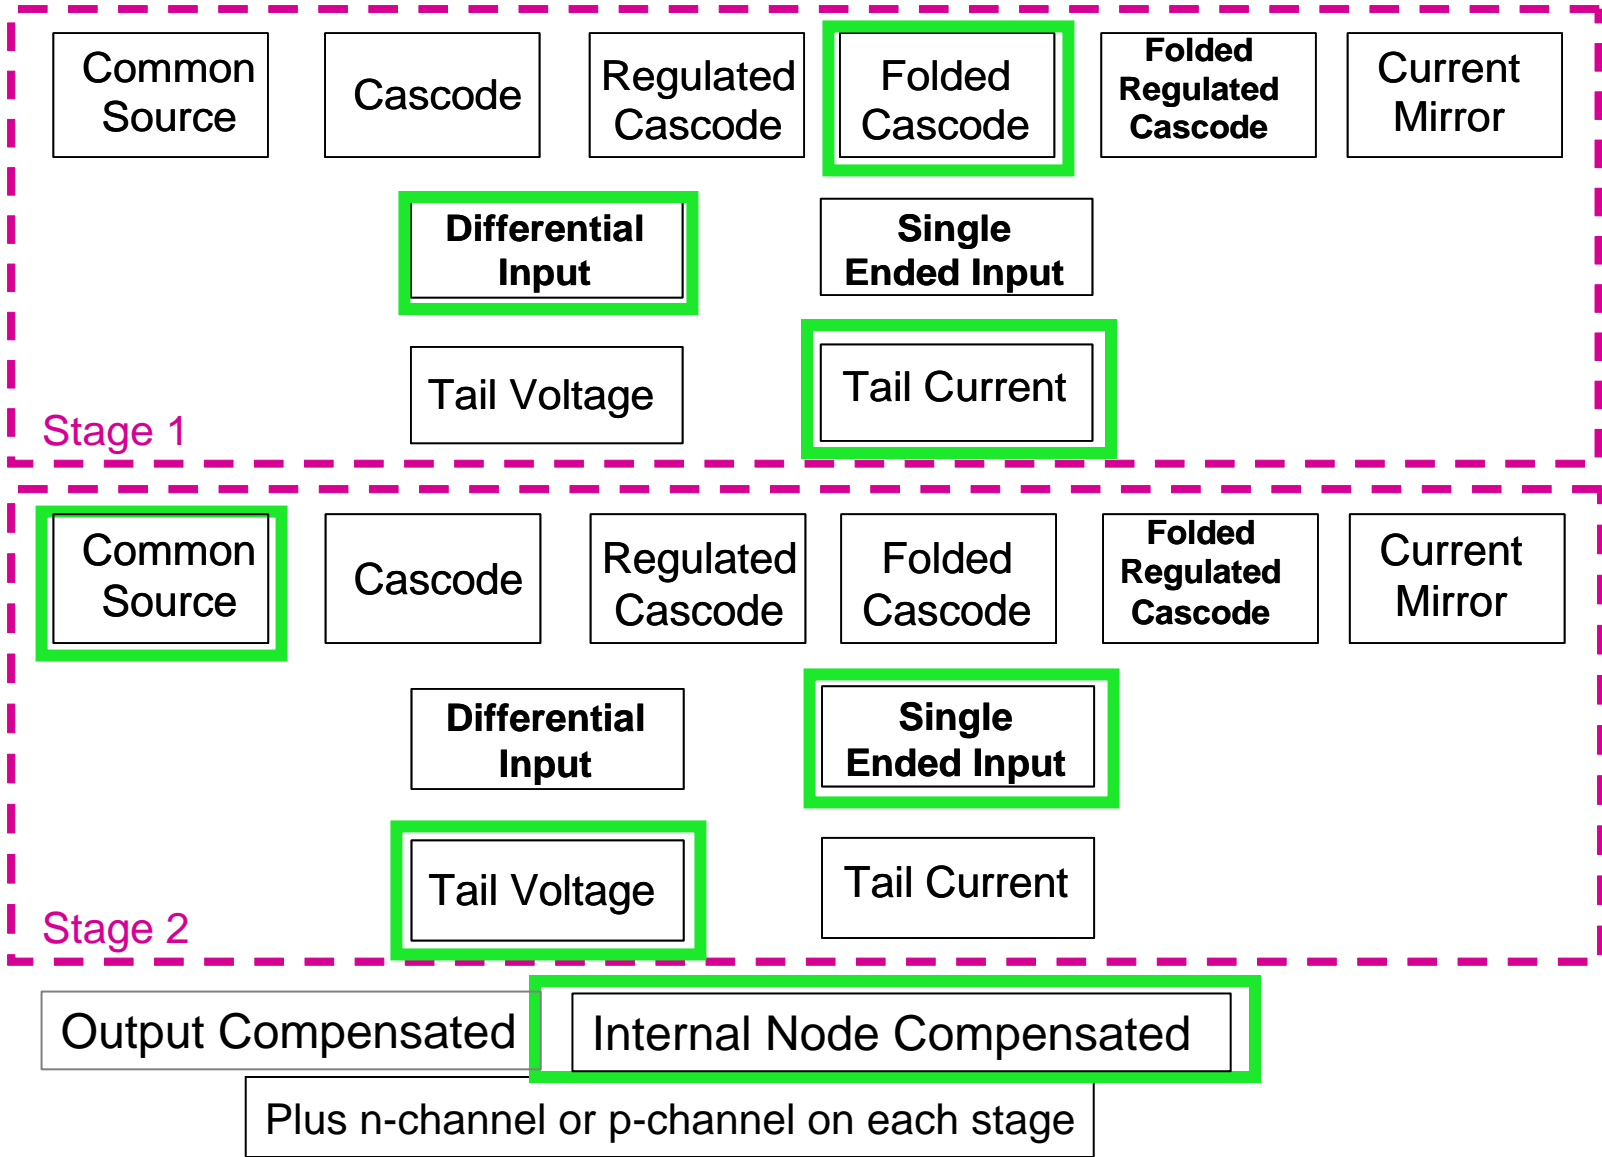 Common
Source
Cascode
Regulated
Cascode
Folded
Cascode
Folded
Regulated
Cascode
Current
Mirror
Differential
Input
Single
Ended Input
Tail Voltage
Tail Current
Stage 1
Common
Source
Cascode
Regulated
Cascode
Folded
Cascode
Folded
Regulated
Cascode
Current
Mirror
Differential
Input
Single
Ended Input
Tail Voltage
Tail Current
Stage 2
Output Compensated
Internal Node Compensated
Plus n-channel or p-channel on each stage